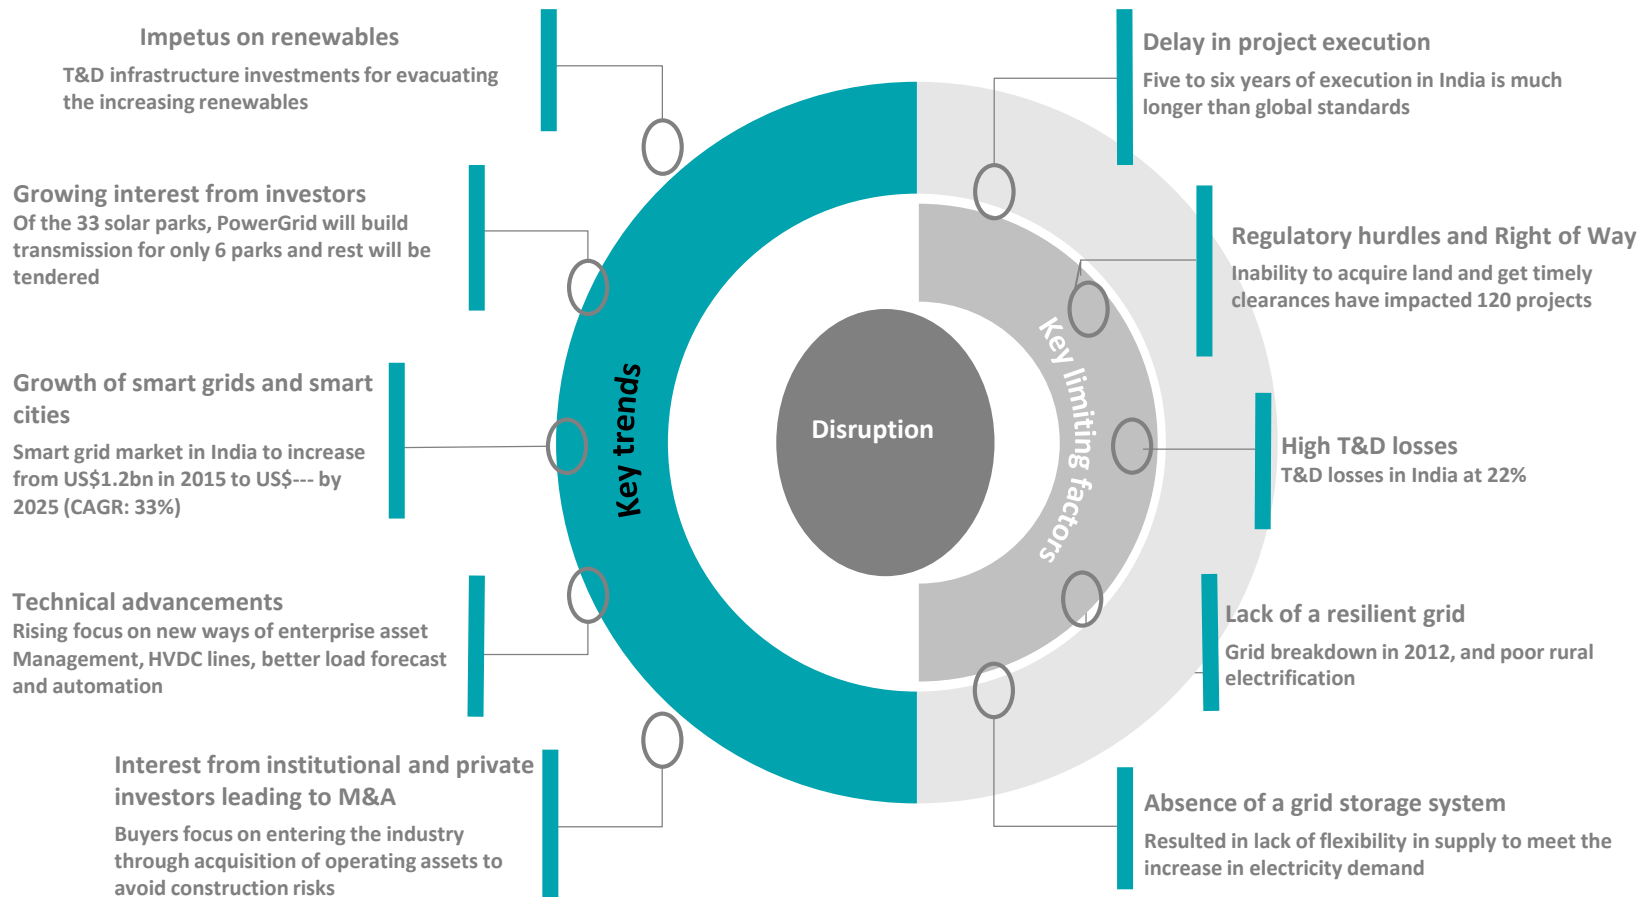 Impetus on renewables
T&D infrastructure investments for evacuating
the increasing renewables
Growing interest from investors
Of the 33 solar parks, PowerGrid will build
transmission for only 6 parks and rest will be
tendered
Growth of smart grids and smart
cities
Smart grid market in India to increase
from US$1.2bn in 2015 to US$--- by
2025 (CAGR: 33%)
Technical advancements
Rising focus on new ways of enterprise asset
Management, HVDC lines, better load forecast
and automation
Interest from institutional and private
investors leading to M&A
Buyers focus on entering the industry
through acquisition of operating assets to
avoid construction risks
Key trends
Disruption
Key limiting factors
Delay in project execution
Five to six years of execution in India is much
longer than global standards
Regulatory hurdles and Right of Way
Inability to acquire land and get timely
clearances have impacted 120 projects
High T&D losses
T&D losses in India at 22%
Lack of a resilient grid
Grid breakdown in 2012, and poor rural
electrification
Absence of a grid storage system
Resulted in lack of flexibility in supply to meet the
increase in electricity demand